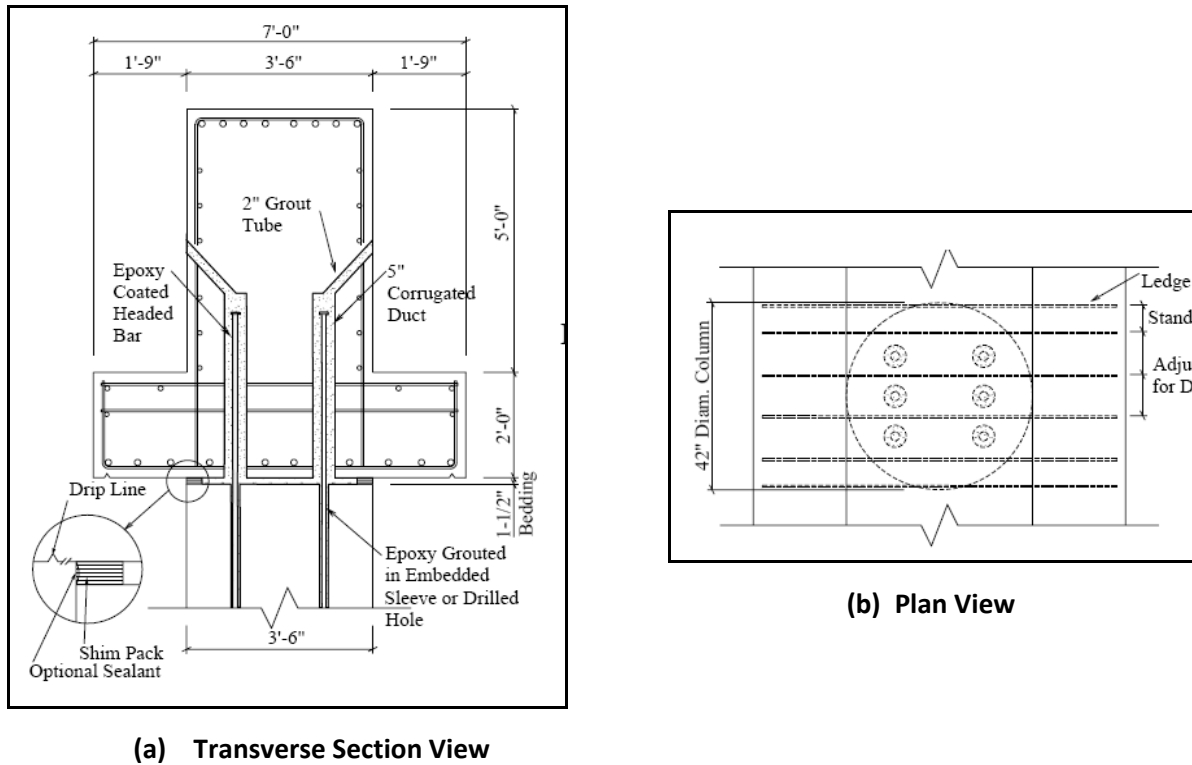 7'-0"
1'-9"
3'-6"
1'-9"
2" Grout
Tube
5'-0"
Epoxy
Coated
Headed
Bar
5"
Corrugated
Duct
2'-0"
Drip Line
1-1/2"
Bedding
Epoxy Grouted
in Embedded
Sleeve or Drilled
Hole
3'-6"
Shim Pack
Optional Sealant
(a) Transverse Section View
Ledge
Stand
Adju
for D
42" Diam. Column
(b) Plan View